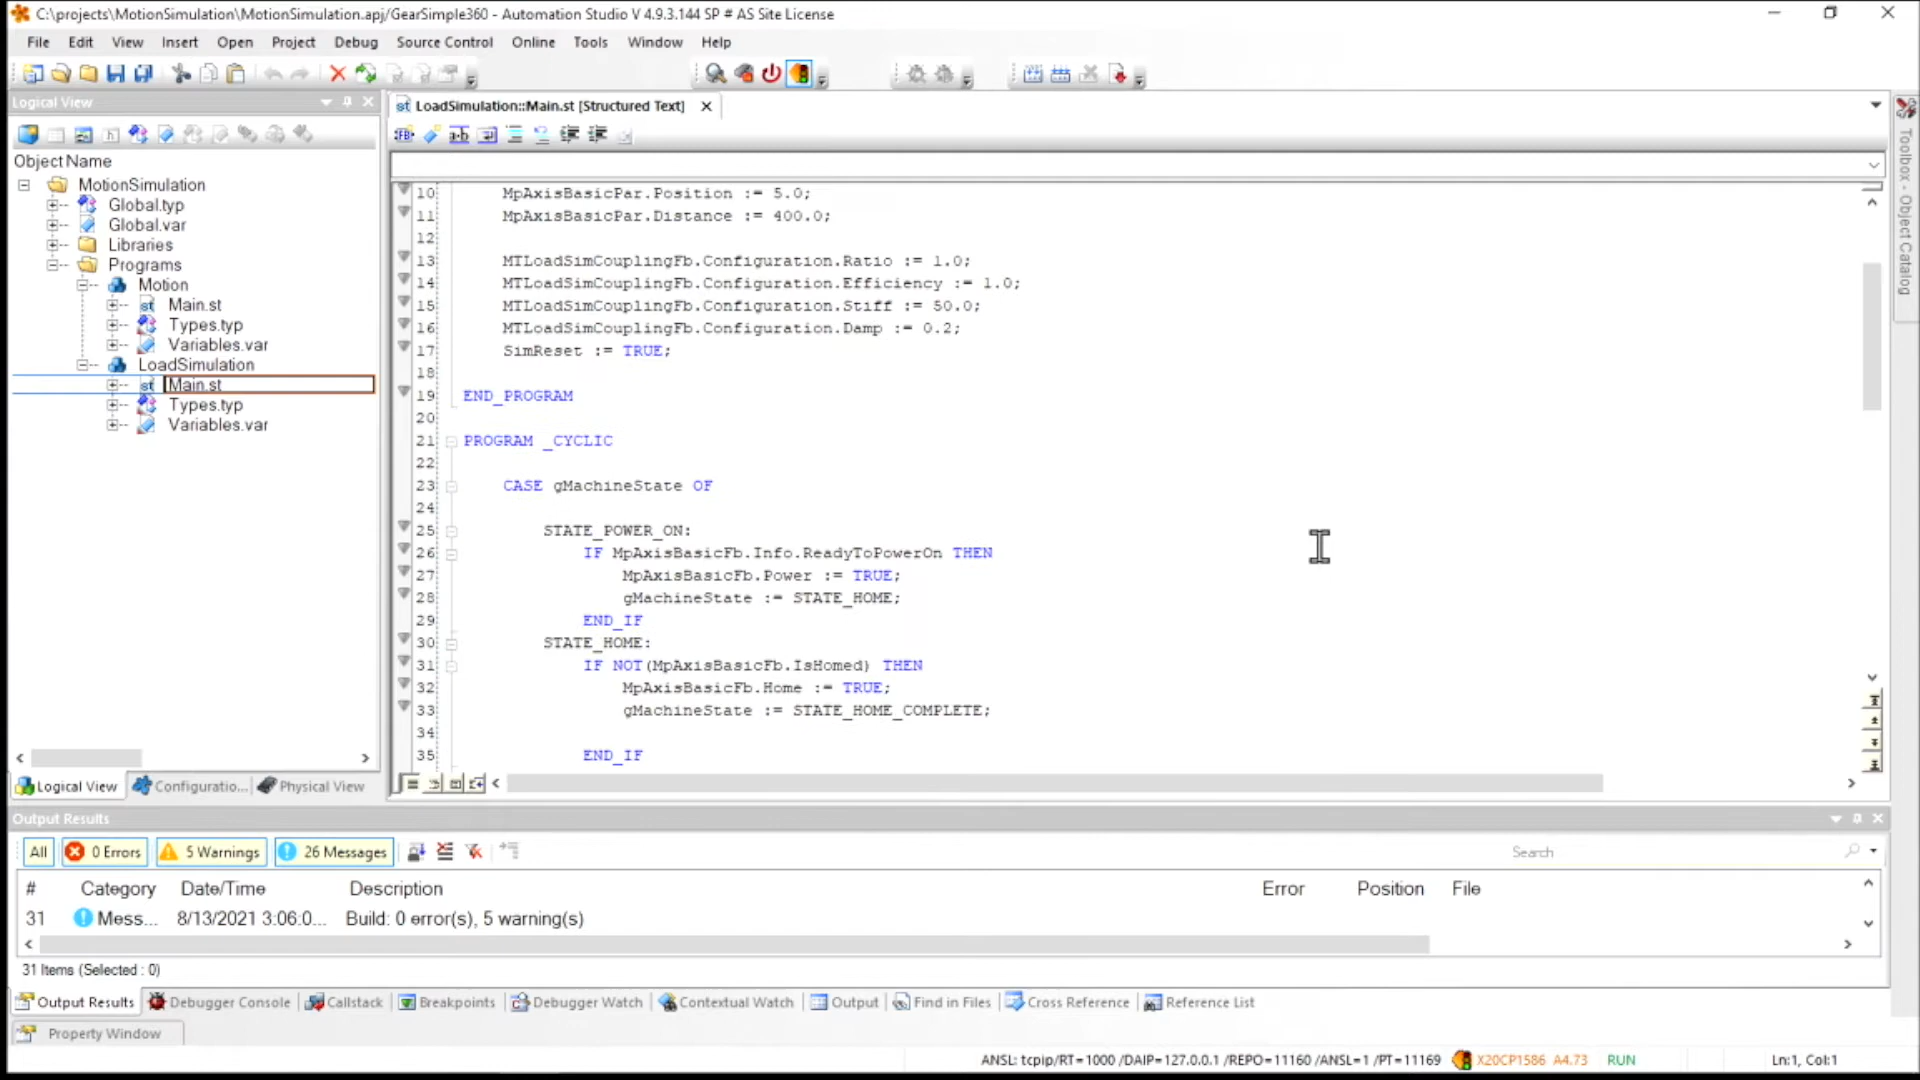 C:\projects\MotionSimulation\MotionSimulation.apj/GearSimple360 - Automation Studio V 4.9.3.144 SP # AS Site License
File Edit View Insert Open Project Debug Source Control Online Tools Window Help
Logical View
LoadSimulation::Main.st [Structured Text]
Object Name
MotionSimulation
Global.typ
Global.var
Libraries
Programs
Motion
Main.st
Types.typ
Variables.var
LoadSimulation
Main.st
Types.typ
Variables.var
10 MpAxisBasicPar.Position := 5.0;
11 MpAxisBasicPar.Distance := 400.0;
12
13 MTLoadSimCouplingFb.Configuration.Ratio := 1.0;
14 MTLoadSimCouplingFb.Configuration.Efficiency := 1.0;
15 MTLoadSimCouplingFb.Configuration.Stiff := 50.0;
16 MTLoadSimCouplingFb.Configuration.Damp := 0.2;
17 SimReset := TRUE;
18
19 END_PROGRAM
20
21 PROGRAM _CYCLIC
22
23 CASE gMachineState OF
24
25 STATE_POWER_ON:
26 IF MpAxisBasicFb.Info.ReadyToPowerOn THEN
27 MpAxisBasicFb.Power := TRUE;
28 gMachineState := STATE_HOME;
29 END_IF
30 STATE_HOME:
31 IF NOT(MpAxisBasicFb.IsHomed) THEN
32 MpAxisBasicFb.Home := TRUE;
33 gMachineState := STATE_HOME_COMPLETE;
34
35 END_IF
Toolbox - Object Catalog
Logical View Configuratio... Physical View
Output Results
All 0 Errors 5 Warnings 26 Messages Search
# Category Date/Time Description Error Position File
31 Mess... 8/13/2021 3:06:0... Build: 0 error(s), 5 warning(s)
31 Items (Selected : 0)
Output Results Debugger Console Callstack Breakpoints Debugger Watch Contextual Watch Output Find in Files Cross Reference Reference List
Property Window
ANSL: tcpip/RT=1000 /DAIP=127.0.0.1 /REPO=11160 /ANSL=1 /PT=11169 X20CP1586 A4.73 RUN Ln:1, Col:1